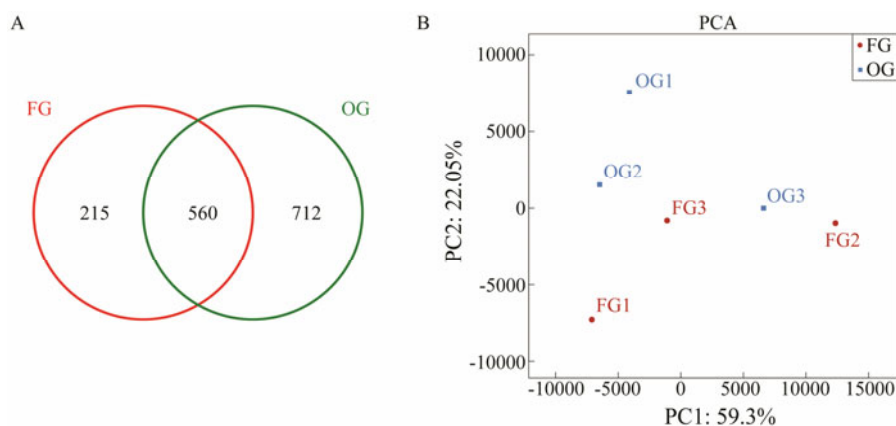 A
FG
OG
215
560
712
B
PCA
FG
OG
10000
5000
0
-5000
-10000
PC2: 22.05%
OG1
OG2
OG3
FG3
FG2
FG1
-10000 -5000 0 5000 10000 15000
PC1: 59.3%